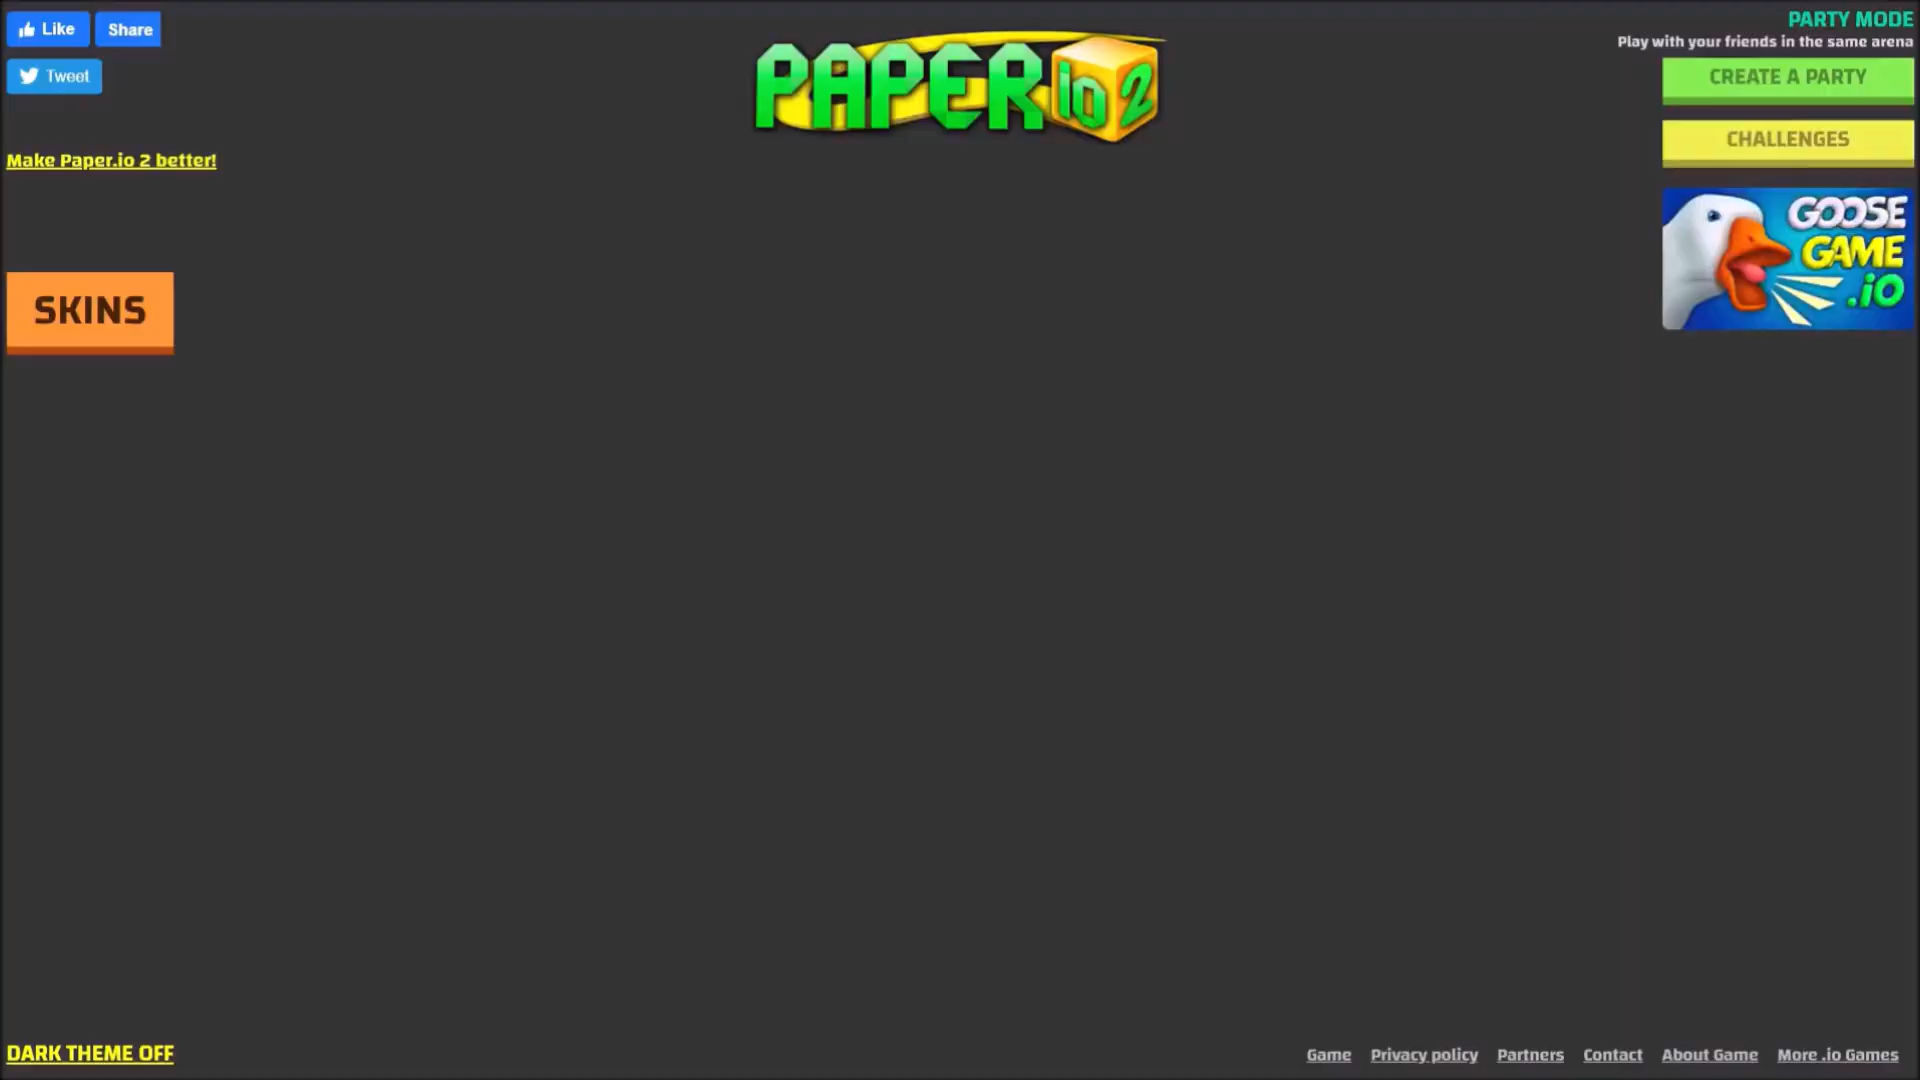 Like Share
Tweet
Make Paper.io 2 better!
SKINS
PAPER io 2
PARTY MODE
Play with your friends in the same arena
CREATE A PARTY
CHALLENGES
GOOSE
GAME
.iO
DARK THEME OFF
Game Privacy policy Partners Contact About Game More .io Games